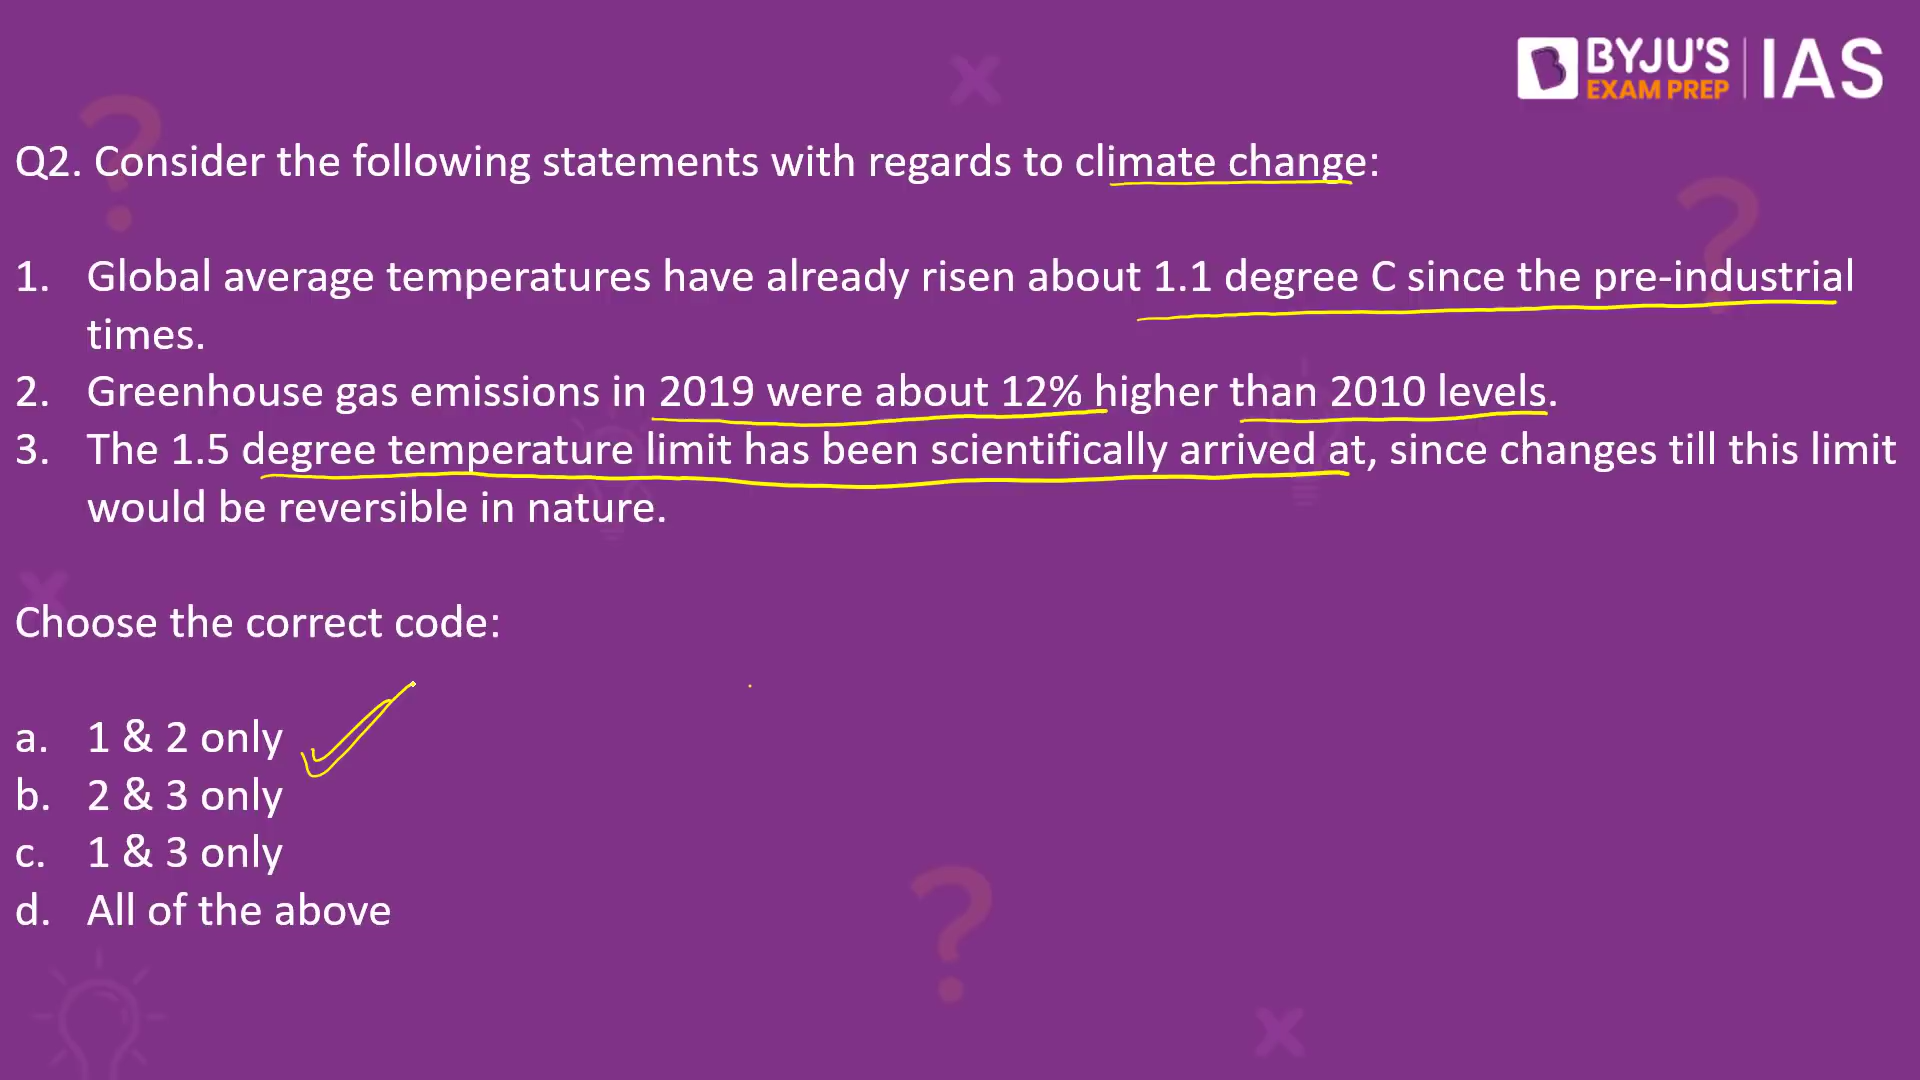 BYJU'S IAS
EXAM PREP
Q2. Consider the following statements with regards to climate change:
1. Global average temperatures have already risen about 1.1 degree C since the pre-industrial
times.
2. Greenhouse gas emissions in 2019 were about 12% higher than 2010 levels.
3. The 1.5 degree temperature limit has been scientifically arrived at, since changes till this limit
would be reversible in nature.
Choose the correct code:
a. 1 & 2 only
b. 2 & 3 only
c. 1 & 3 only
d. All of the above